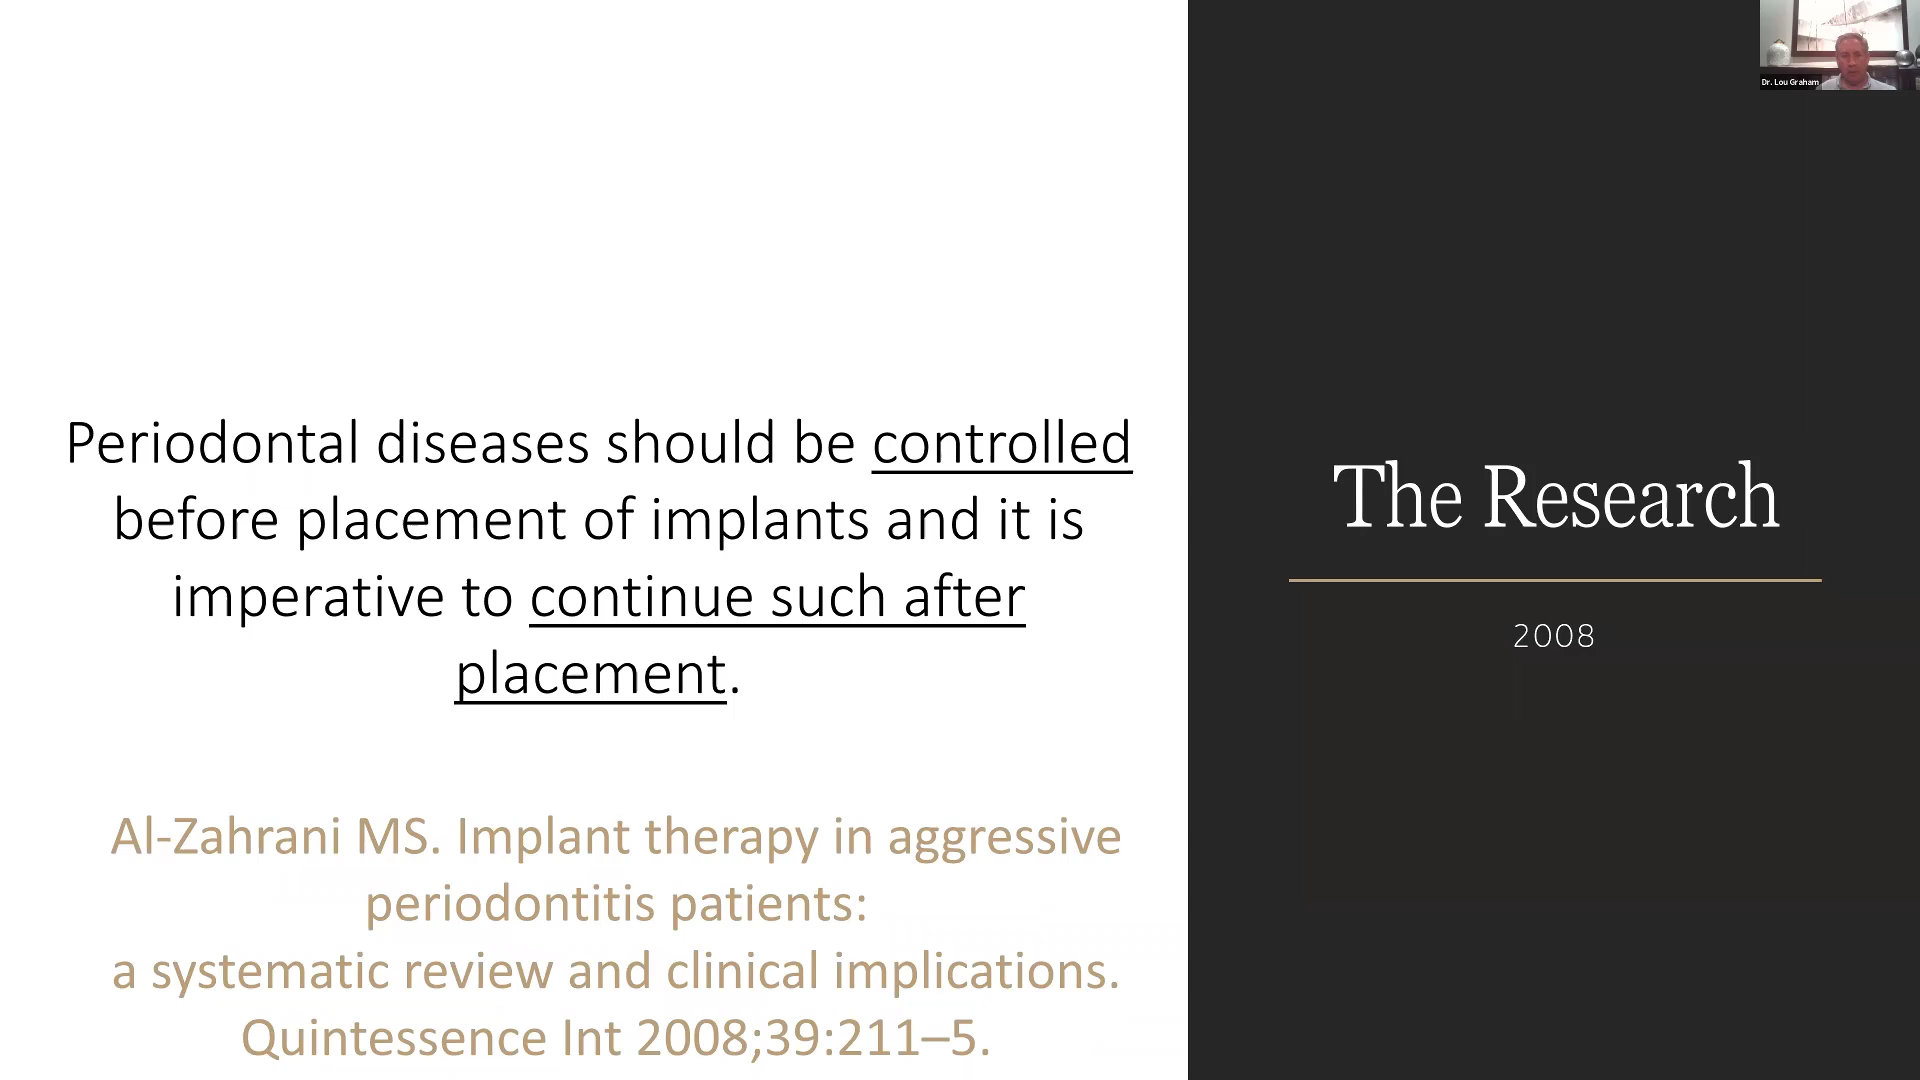 Periodontal diseases should be controlled
before placement of implants and it is
imperative to continue such after
placement.
Al-Zahrani MS. Implant therapy in aggressive
periodontitis patients:
a systematic review and clinical implications.
Quintessence Int 2008;39:211–5.
The Research
2008
Dr. Lou Graham